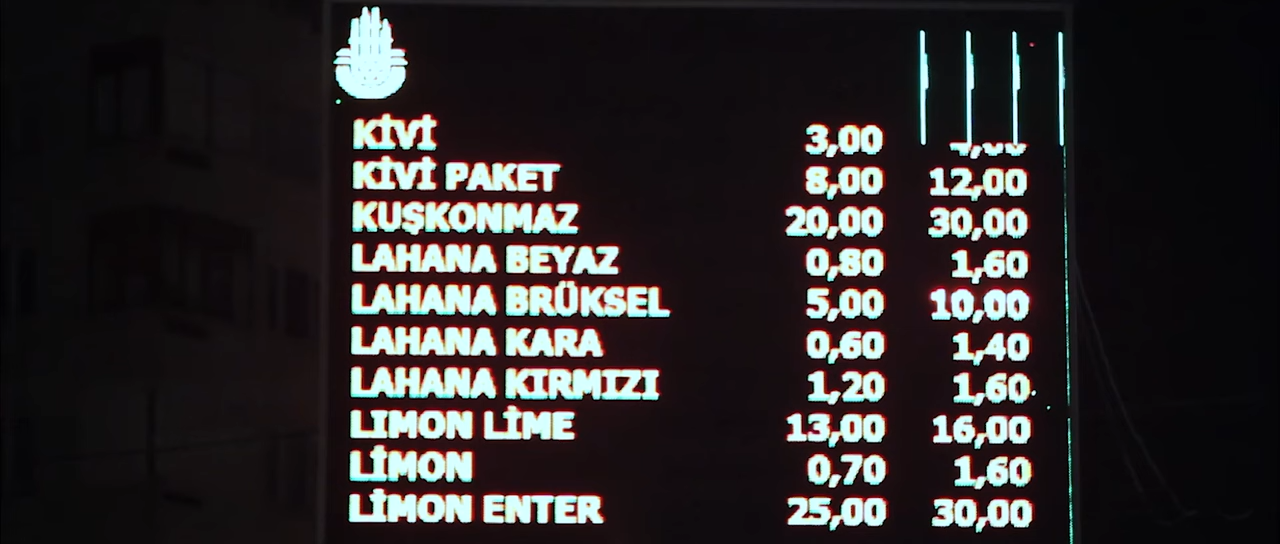 KİVİ 3,00
KİVİ PAKET 8,00 12,00
KUŞKONMAZ 20,00 30,00
LAHANA BEYAZ 0,80 1,60
LAHANA BRÜKSEL 5,00 10,00
LAHANA KARA 0,60 1,40
LAHANA KIRMIZI 1,20 1,60
LIMON LİME 13,00 16,00
LİMON 0,70 1,60
LİMON ENTER 25,00 30,00